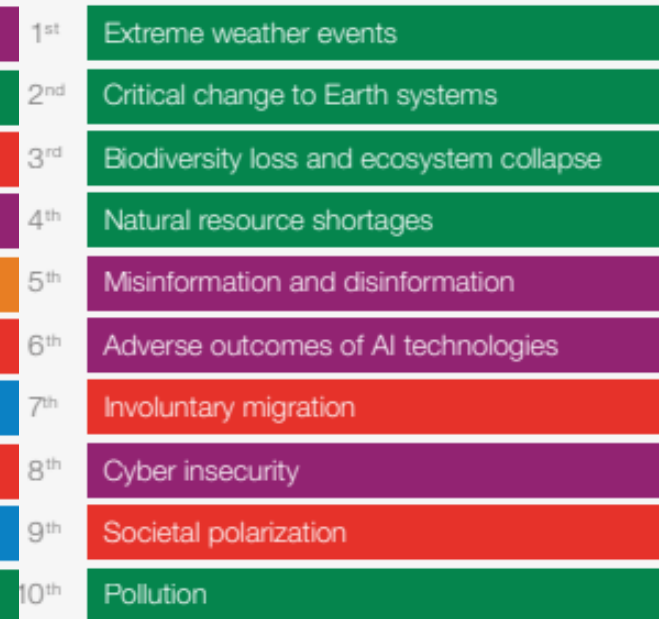 1st Extreme weather events
2nd Critical change to Earth systems
3rd Biodiversity loss and ecosystem collapse
4th Natural resource shortages
5th Misinformation and disinformation
6th Adverse outcomes of AI technologies
7th Involuntary migration
8th Cyber insecurity
9th Societal polarization
10th Pollution